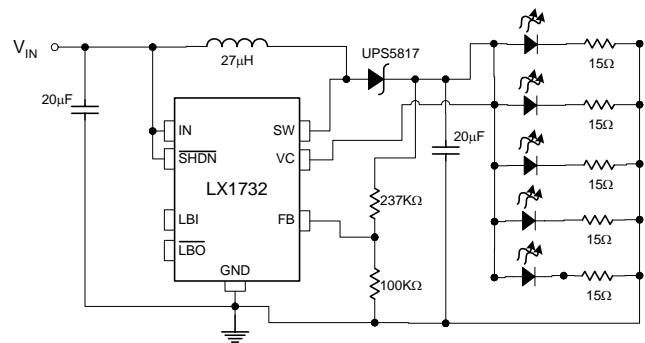 V_IN
27µH
UPS5817
15Ω
20µF
IN
SW
20µF
15Ω
SHDN
VC
LX1732
15Ω
237KΩ
LBI
FB
15Ω
LBO
GND
100KΩ
15Ω